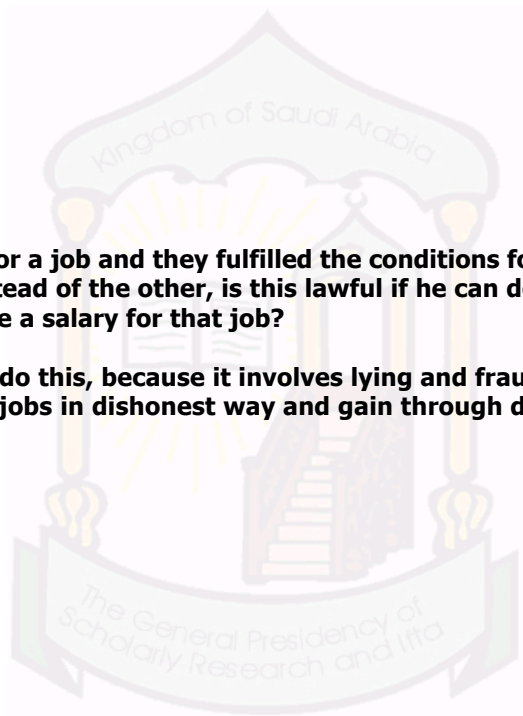 Kingdom of Saudi Arabia
or a job and they fulfilled the conditions fo
tead of the other, is this lawful if he can d
e a salary for that job?
do this, because it involves lying and frau
jobs in dishonest way and gain through d
The General Presidency of
Scholarly Research and Ifta